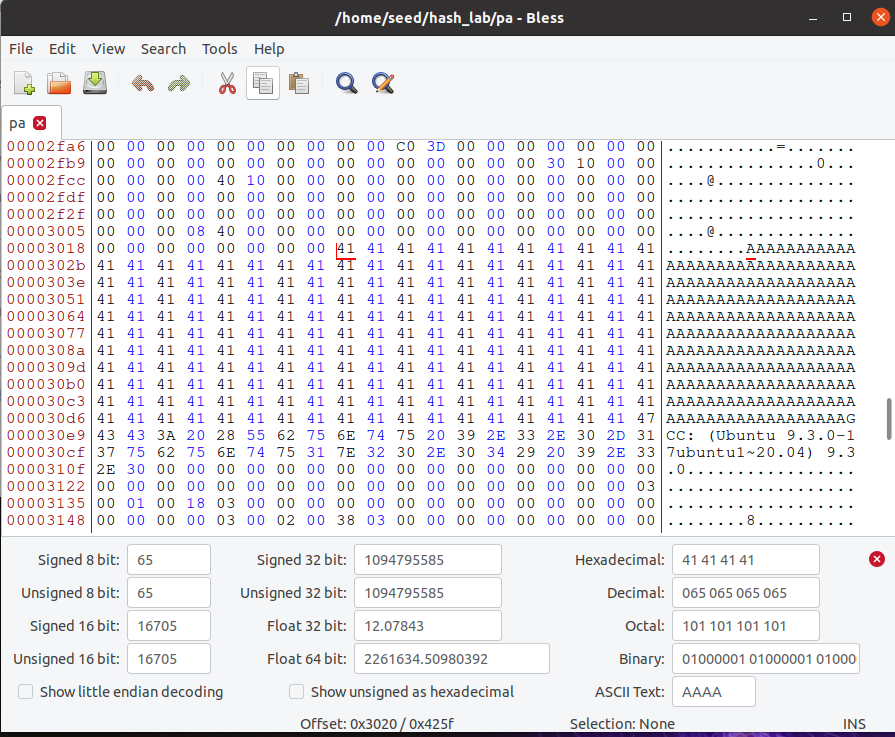 /home/seed/hash_lab/pa - Bless
File Edit View Search Tools Help
pa
00002fa6 00 00 00 00 00 00 00 00 00 00 C0 3D 00 00 00 00 00 00 00 ...........=.......
00002fb9 00 00 00 00 00 00 00 00 00 00 00 00 00 00 00 30 10 00 00 ...............0...
00002fcc 00 00 00 00 40 10 00 00 00 00 00 00 00 00 00 00 00 00 00 ....@..............
00002fdf 00 00 00 00 00 00 00 00 00 00 00 00 00 00 00 00 00 00 00 ...................
00002f2f 00 00 00 00 00 00 00 00 00 00 00 00 00 00 00 00 00 00 00 ...................
00003005 00 00 00 08 40 00 00 00 00 00 00 00 00 00 00 00 00 00 00 ....@..............
00003018 00 00 00 00 00 00 00 00 41 41 41 41 41 41 41 41 41 41 41 ........AAAAAAAAAAA
0000302b 41 41 41 41 41 41 41 41 41 41 41 41 41 41 41 41 41 41 41 AAAAAAAAAAAAAAAAAAA
0000303e 41 41 41 41 41 41 41 41 41 41 41 41 41 41 41 41 41 41 41 AAAAAAAAAAAAAAAAAAA
00003051 41 41 41 41 41 41 41 41 41 41 41 41 41 41 41 41 41 41 41 AAAAAAAAAAAAAAAAAAA
00003064 41 41 41 41 41 41 41 41 41 41 41 41 41 41 41 41 41 41 41 AAAAAAAAAAAAAAAAAAA
00003077 41 41 41 41 41 41 41 41 41 41 41 41 41 41 41 41 41 41 41 AAAAAAAAAAAAAAAAAAA
0000308a 41 41 41 41 41 41 41 41 41 41 41 41 41 41 41 41 41 41 41 AAAAAAAAAAAAAAAAAAA
0000309d 41 41 41 41 41 41 41 41 41 41 41 41 41 41 41 41 41 41 41 AAAAAAAAAAAAAAAAAAA
000030b0 41 41 41 41 41 41 41 41 41 41 41 41 41 41 41 41 41 41 41 AAAAAAAAAAAAAAAAAAA
000030c3 41 41 41 41 41 41 41 41 41 41 41 41 41 41 41 41 41 41 41 AAAAAAAAAAAAAAAAAAA
000030d6 41 41 41 41 41 41 41 41 41 41 41 41 41 41 41 41 41 41 47 AAAAAAAAAAAAAAAAAAG
000030e9 43 43 3A 20 28 55 62 75 6E 74 75 20 39 2E 33 2E 30 2D 31 CC: (Ubuntu 9.3.0-1
000030cf 37 75 62 75 6E 74 75 31 7E 32 30 2E 30 34 29 20 39 2E 33 7ubuntu1~20.04) 9.3
0000310f 2E 30 00 00 00 00 00 00 00 00 00 00 00 00 00 00 00 00 00 .0.................
00003122 00 00 00 00 00 00 00 00 00 00 00 00 00 00 00 00 00 00 03 ...................
00003135 00 01 00 18 03 00 00 00 00 00 00 00 00 00 00 00 00 00 00 ...................
00003148 00 00 00 00 03 00 02 00 38 03 00 00 00 00 00 00 00 00 00 ........8..........
Signed 8 bit: 65 Signed 32 bit: 1094795585 Hexadecimal: 41 41 41 41
Unsigned 8 bit: 65 Unsigned 32 bit: 1094795585 Decimal: 065 065 065 065
Signed 16 bit: 16705 Float 32 bit: 12.07843 Octal: 101 101 101 101
Unsigned 16 bit: 16705 Float 64 bit: 2261634.50980392 Binary: 01000001 01000001 01000
Show little endian decoding Show unsigned as hexadecimal ASCII Text: AAAA
Offset: 0x3020 / 0x425f Selection: None INS